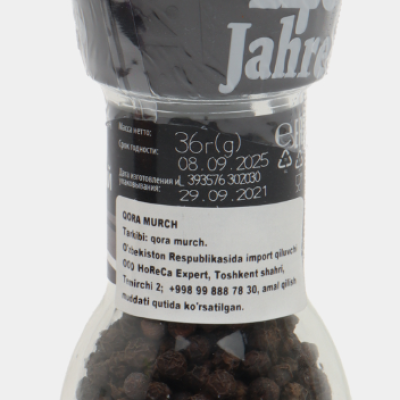 Jahre
Масса нетто: 36г(g)
Срок годности: 08.09.2025
Дата изготовления и L 393576 302030
упаковывания: 29.09.2021
QORA MURCH
Tarkibi: qora murch.
O'zbekiston Respublikasida import qiluvchi
OOO HoReCa Expert, Toshkent shahri,
2; +998 99 888 78 30, amal qilish
muddati qutida ko'rsatilgan.